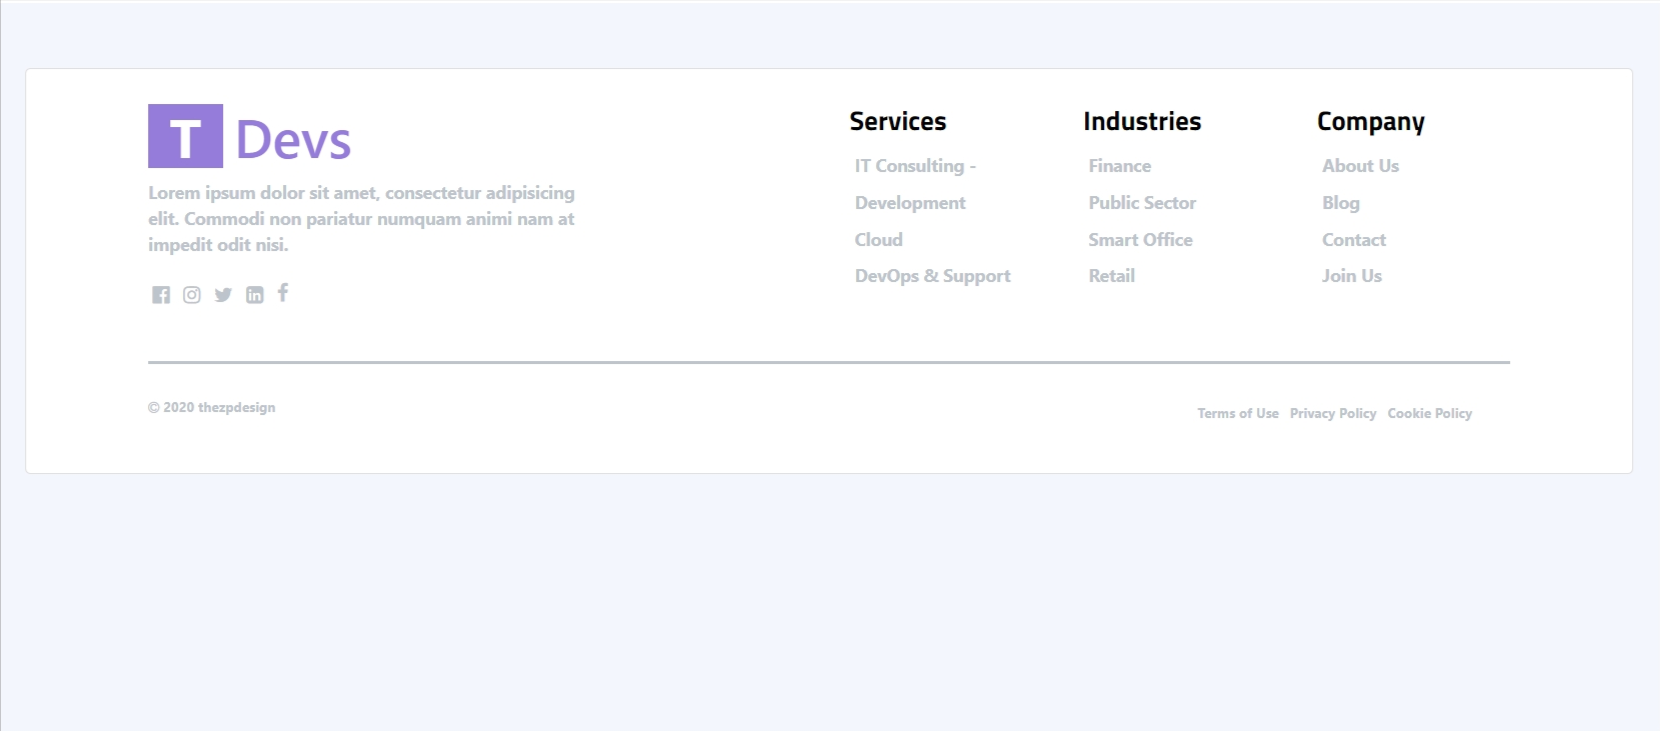 T Devs
Lorem ipsum dolor sit amet, consectetur adipisicing
elit. Commodi non pariatur numquam animi nam at
impedit odit nisi.
Services
IT Consulting -
Development
Cloud
DevOps & Support
Industries
Finance
Public Sector
Smart Office
Retail
Company
About Us
Blog
Contact
Join Us
© 2020 thezpdesign
Terms of Use Privacy Policy Cookie Policy